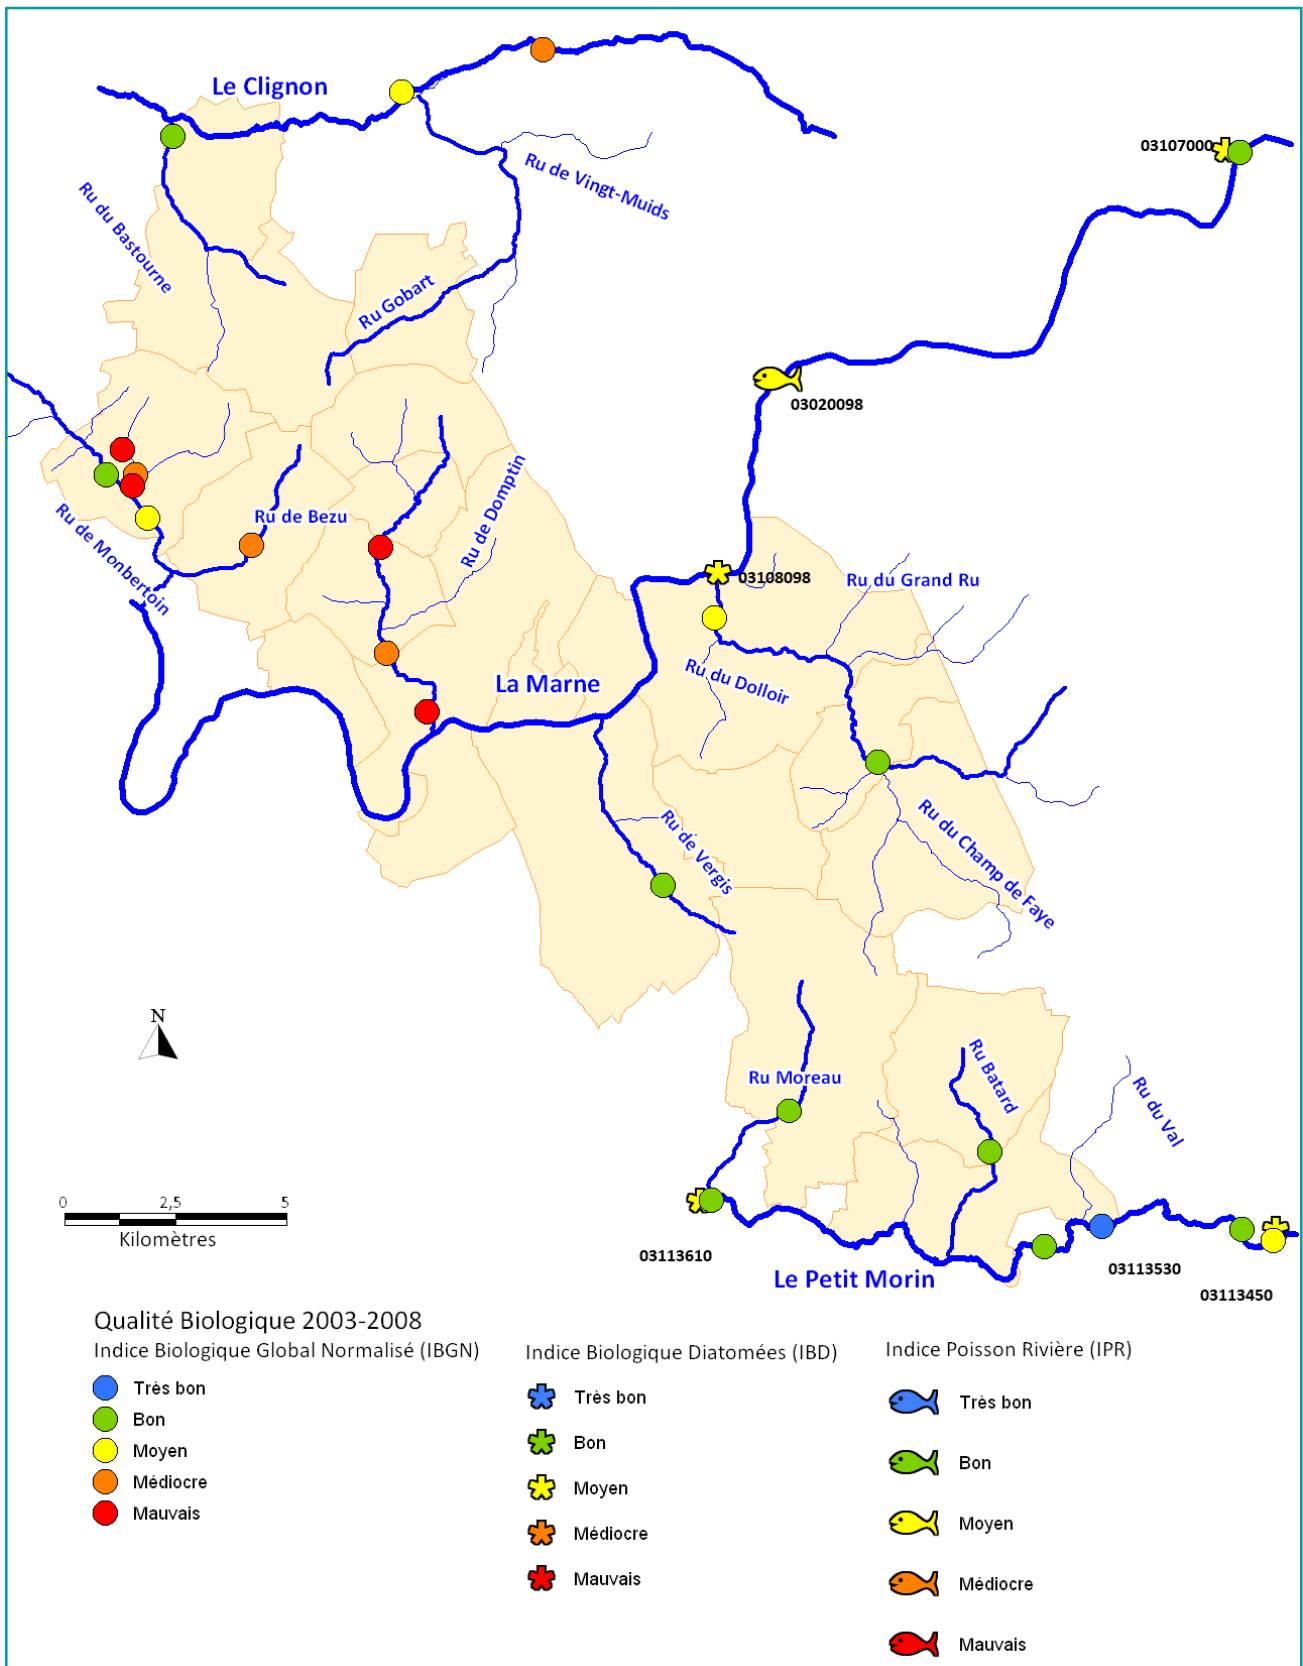 Le Clignon
03107000
Ru de Vingt-Muids
Ru du Bastourne
Ru Gobart
03020098
Ru de Domptin
Ru de Bezu
Ru de Monbertoin
03108098
Ru du Grand Ru
Ru du Dolloir
La Marne
Ru de Vergis
Ru du Champ de Faye
N
Ru Moreau
Ru Batard
Ru du Val
0 2,5 5
Kilomètres
03113610
03113530
Le Petit Morin
03113450
Qualité Biologique 2003-2008
Indice Biologique Global Normalisé (IBGN)
Très bon
Bon
Moyen
Médiocre
Mauvais
Indice Biologique Diatomées (IBD)
Très bon
Bon
Moyen
Médiocre
Mauvais
Indice Poisson Rivière (IPR)
Très bon
Bon
Moyen
Médiocre
Mauvais